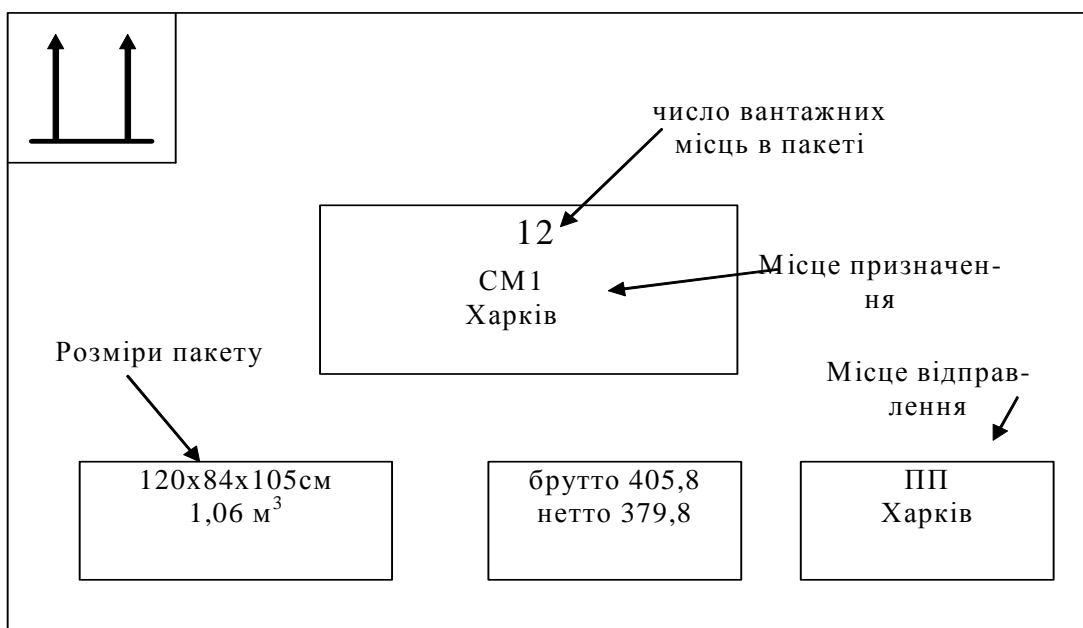 число вантажних
місць в пакеті
12
СМ1
Харків
Місце призначен-
ня
Розміри пакету
Місце відправ-
лення
120х84х105см
1,06 м³
брутто 405,8
нетто 379,8
ПП
Харків